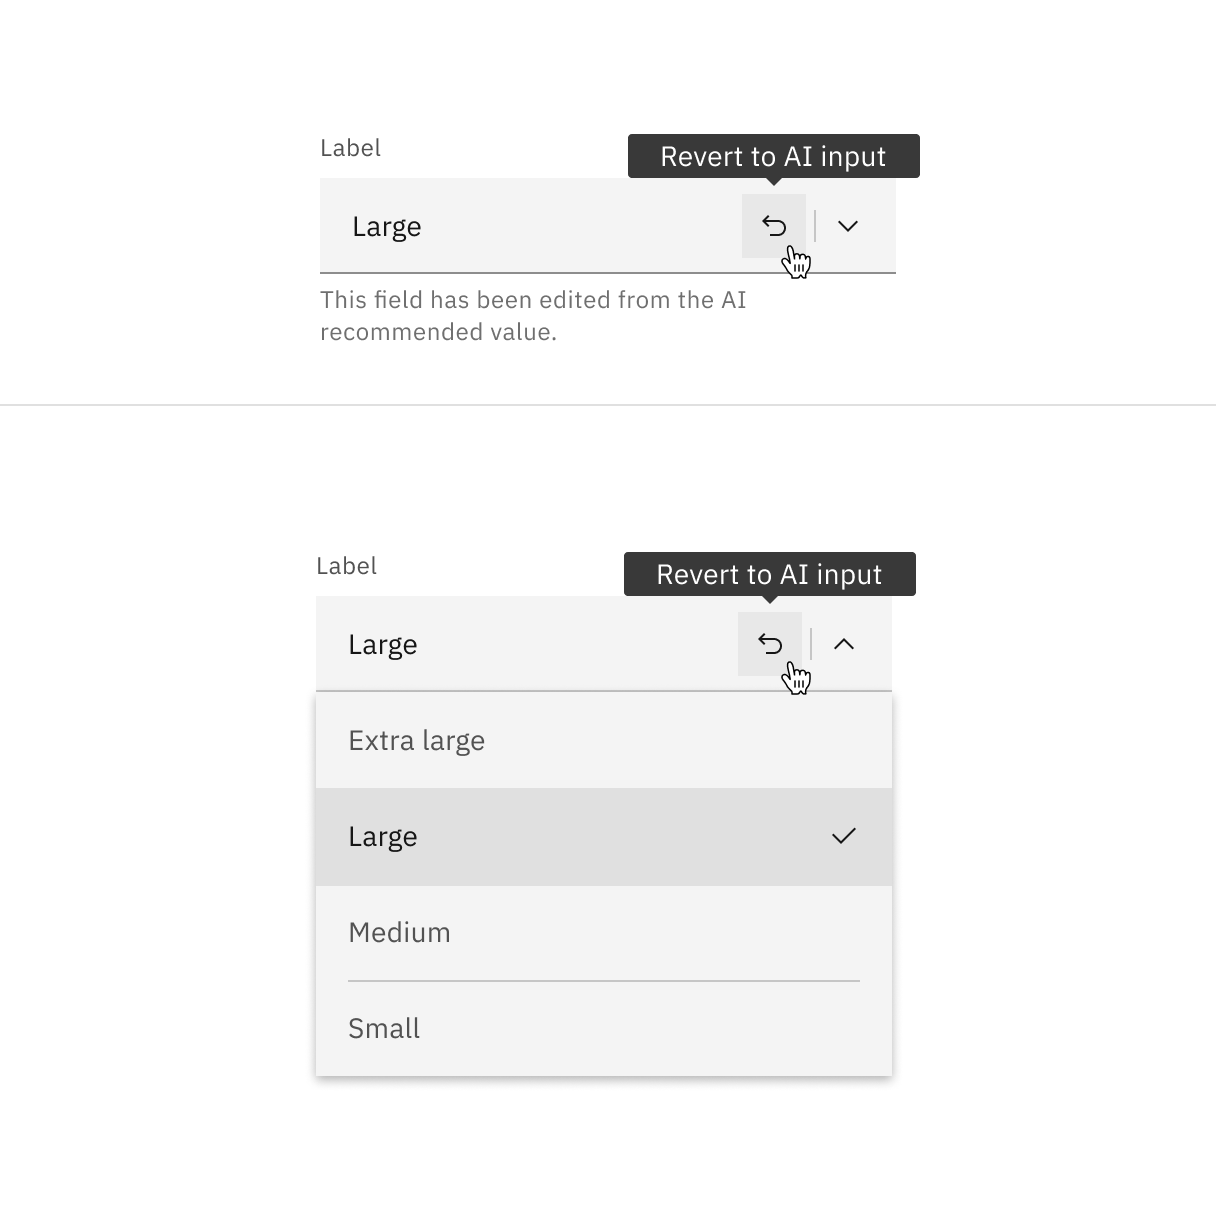 Label
Revert to AI input
Large
This field has been edited from the AI
recommended value.
Label
Revert to AI input
Large
Extra large
Large
Medium
Small